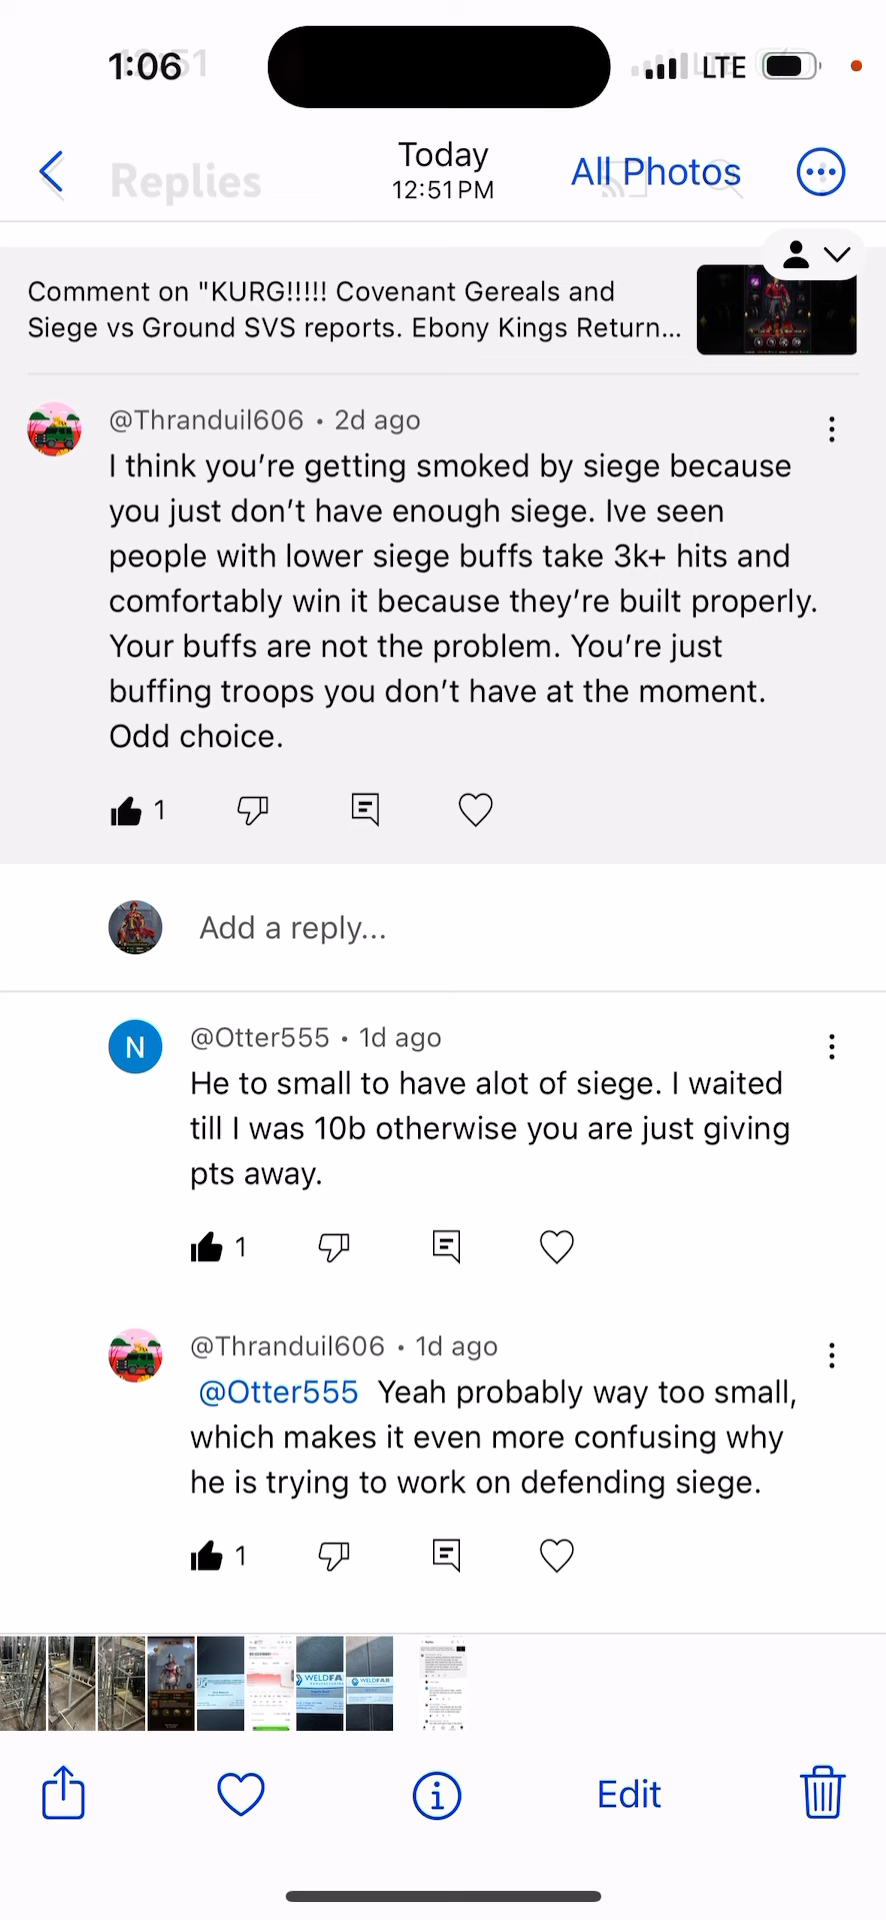 1:06
LTE
Replies
Today
12:51 PM
All Photos
Comment on "KURG!!!!! Covenant Gereals and
Siege vs Ground SVS reports. Ebony Kings Return...
@Thranduil606 • 2d ago
I think you're getting smoked by siege because
you just don't have enough siege. Ive seen
people with lower siege buffs take 3k+ hits and
comfortably win it because they're built properly.
Your buffs are not the problem. You're just
buffing troops you don't have at the moment.
Odd choice.
1
Add a reply...
N
@Otter555 • 1d ago
He to small to have alot of siege. I waited
till I was 10b otherwise you are just giving
pts away.
1
@Thranduil606 • 1d ago
@Otter555 Yeah probably way too small,
which makes it even more confusing why
he is trying to work on defending siege.
1
WELDFA
WELDFAB
Edit